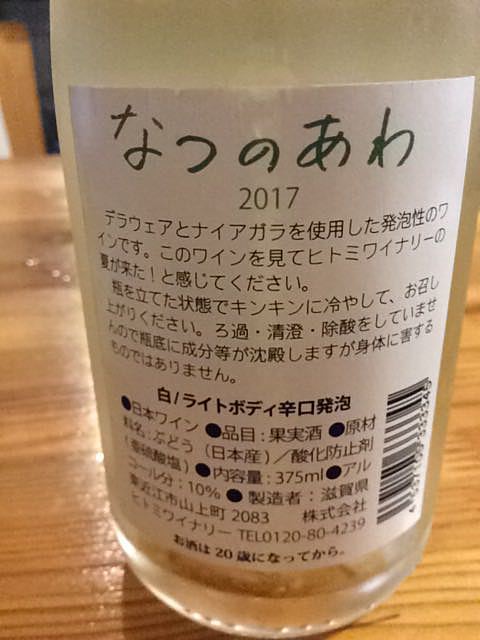 なつのあわ
2017
デラウェアとナイアガラを使用した発泡性のワ
インです。このワインを見てヒトミワイナリーの
夏が来た！と感じてください。
瓶を立てた状態でキンキンに冷やして、お召し
上がりください。ろ過・清澄・除酸をしていませ
んので瓶底に成分等が沈殿しますが身体に害する
ものではありません。
白/ライトボディ辛口発泡
●日本ワイン ●品目：果実酒 ●原材
料名：ぶどう（日本産）／酸化防止剤
（亜硫酸塩）●内容量：375ml ●アル
コール分：10% ● 製造者：滋賀県
東近江市山上町 2083 株式会社
ヒトミワイナリー TEL0120-80-4239
お酒は20歳になってから。